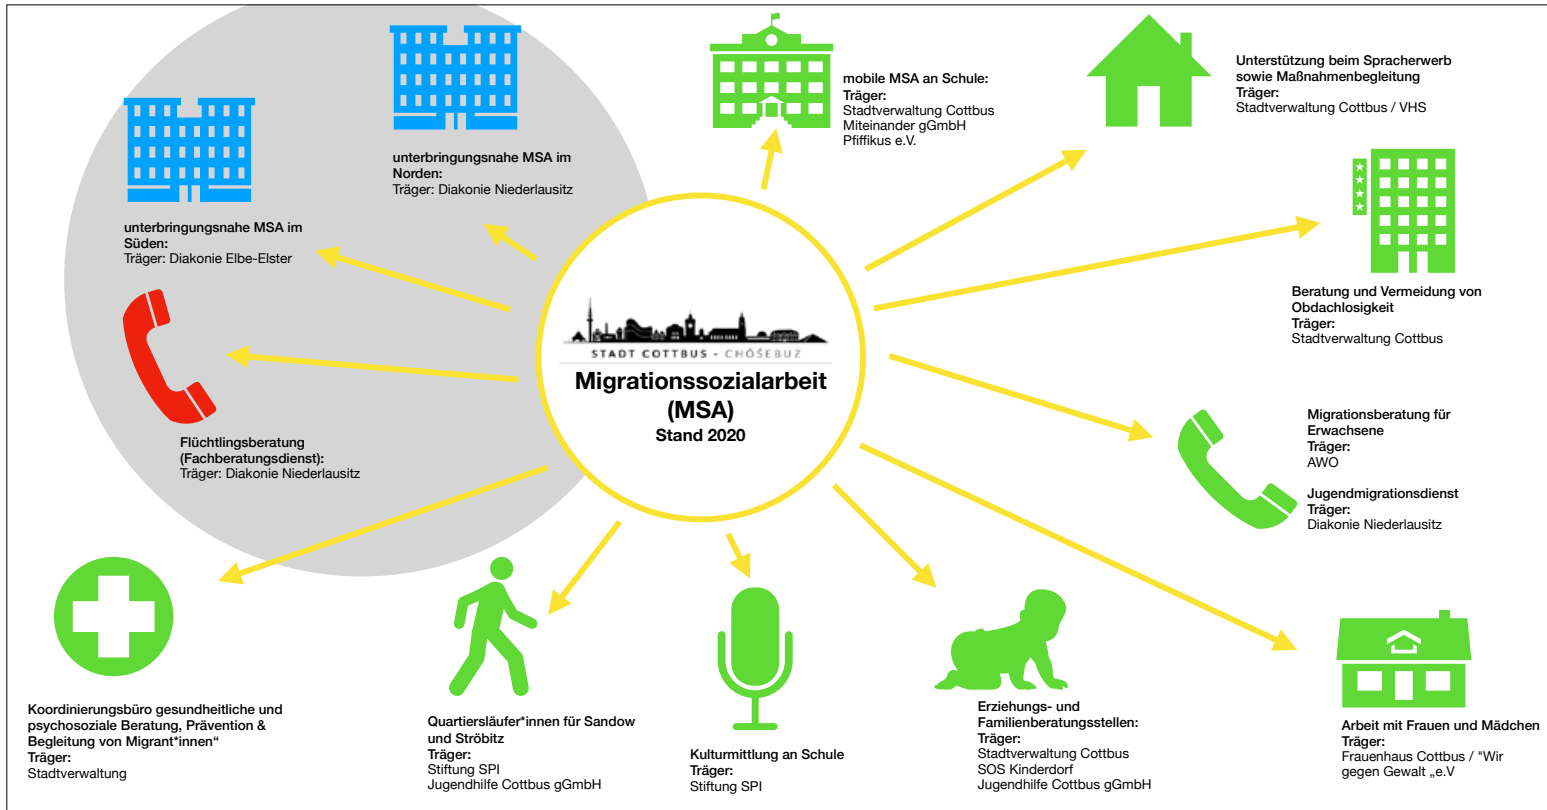 unterbringungsnahe MSA im
Norden:
Träger: Diakonie Niederlausitz
unterbringungsnahe MSA im
Süden:
Träger: Diakonie Elbe-Elster
Flüchtlingsberatung
(Fachberatungsdienst):
Träger: Diakonie Niederlausitz
mobile MSA an Schule:
Träger:
Stadtverwaltung Cottbus
Miteinander gGmbH
Pfiffikus e.V.
Unterstützung beim Spracherwerb
sowie Maßnahmenbegleitung
Träger:
Stadtverwaltung Cottbus / VHS
Beratung und Vermeidung von
Obdachlosigkeit
Träger:
Stadtverwaltung Cottbus
STADT COTTBUS - CHÓŚEBUZ
Migrationssozialarbeit
(MSA)
Stand 2020
Migrationsberatung für
Erwachsene
Träger:
AWO
Jugendmigrationsdienst
Träger:
Diakonie Niederlausitz
Koordinierungsbüro gesundheitliche und
psychosoziale Beratung, Prävention &
Begleitung von Migrant*innen“
Träger:
Stadtverwaltung
Quartiersläufer*innen für Sandow
und Ströbitz
Träger:
Stiftung SPI
Jugendhilfe Cottbus gGmbH
Kulturmittlung an Schule
Träger:
Stiftung SPI
Erziehungs- und
Familienberatungsstellen:
Träger:
Stadtverwaltung Cottbus
SOS Kinderdorf
Jugendhilfe Cottbus gGmbH
Arbeit mit Frauen und Mädchen
Träger:
Frauenhaus Cottbus / "Wir
gegen Gewalt „e.V